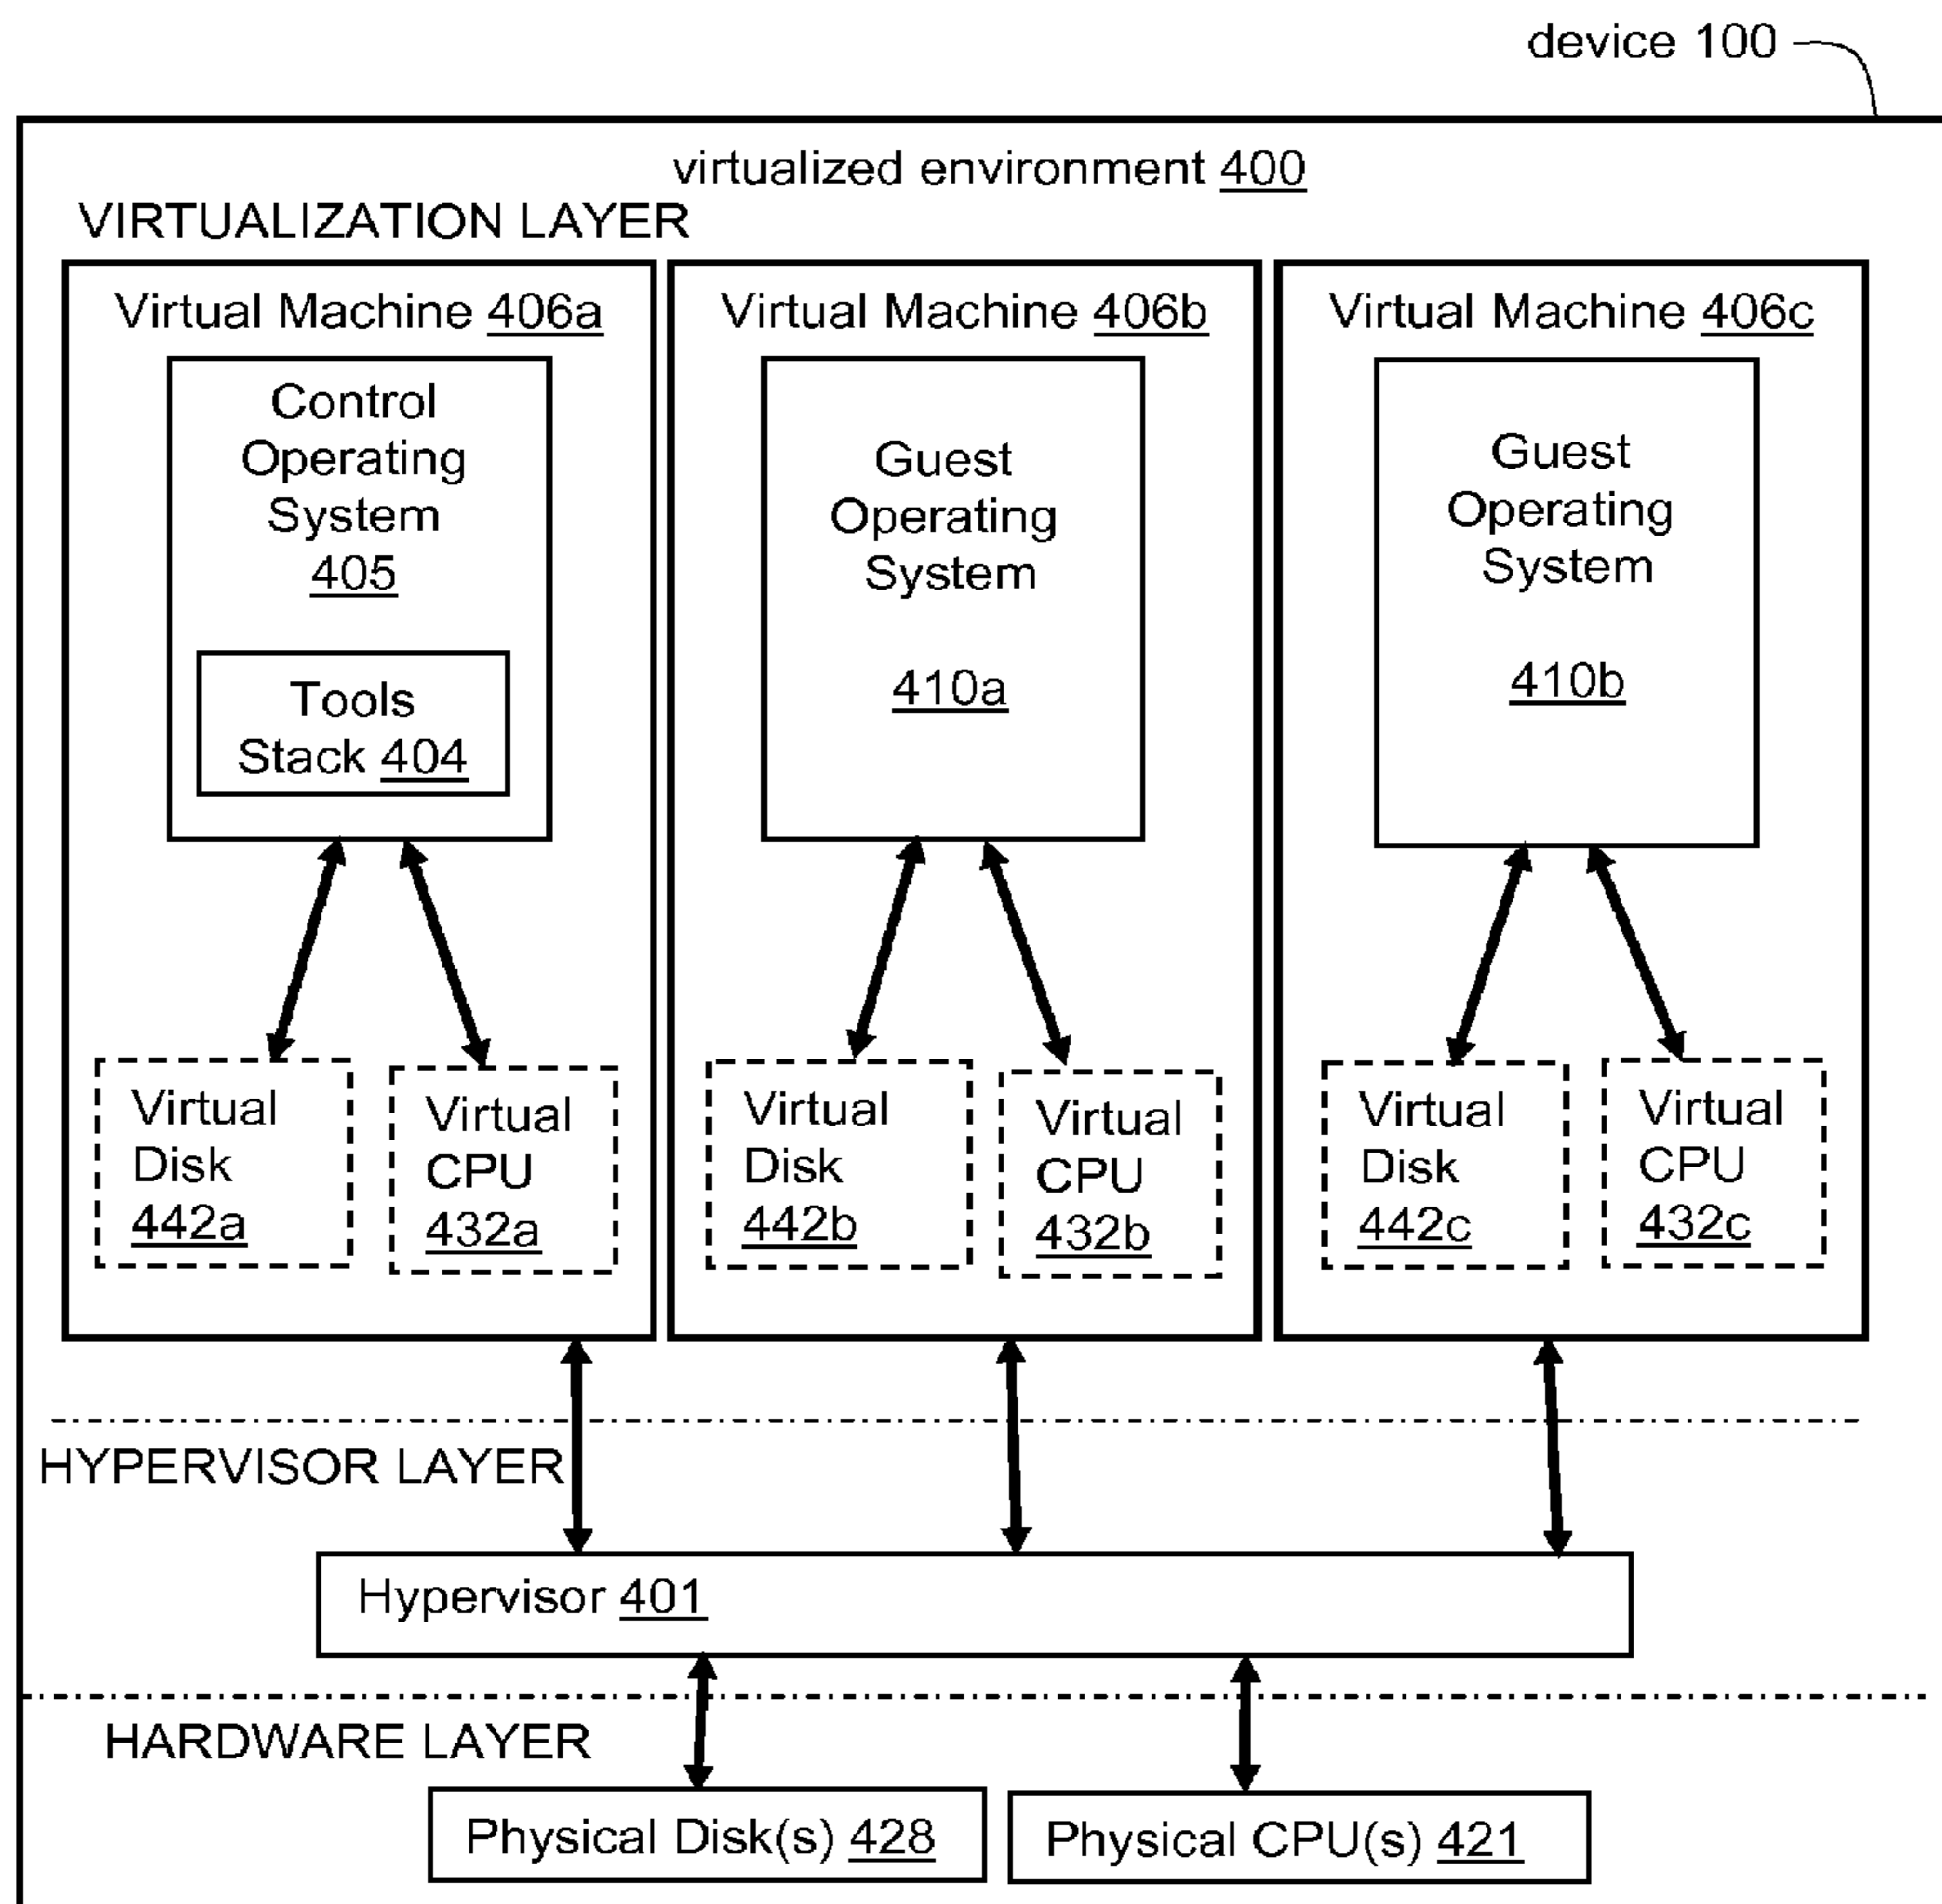 device 100
virtualized environment 400
VIRTUALIZATION LAYER
Virtual Machine 406a
Control
Operating
System
405
Tools
Stack 404
Virtual
Disk
442a
Virtual
CPU
432a
Virtual Machine 406b
Guest
Operating
System
410a
Virtual
Disk
442b
Virtual
CPU
432b
Virtual Machine 406c
Guest
Operating
System
410b
Virtual
Disk
442c
Virtual
CPU
432c
HYPERVISOR LAYER
Hypervisor 401
HARDWARE LAYER
Physical Disk(s) 428
Physical CPU(s) 421